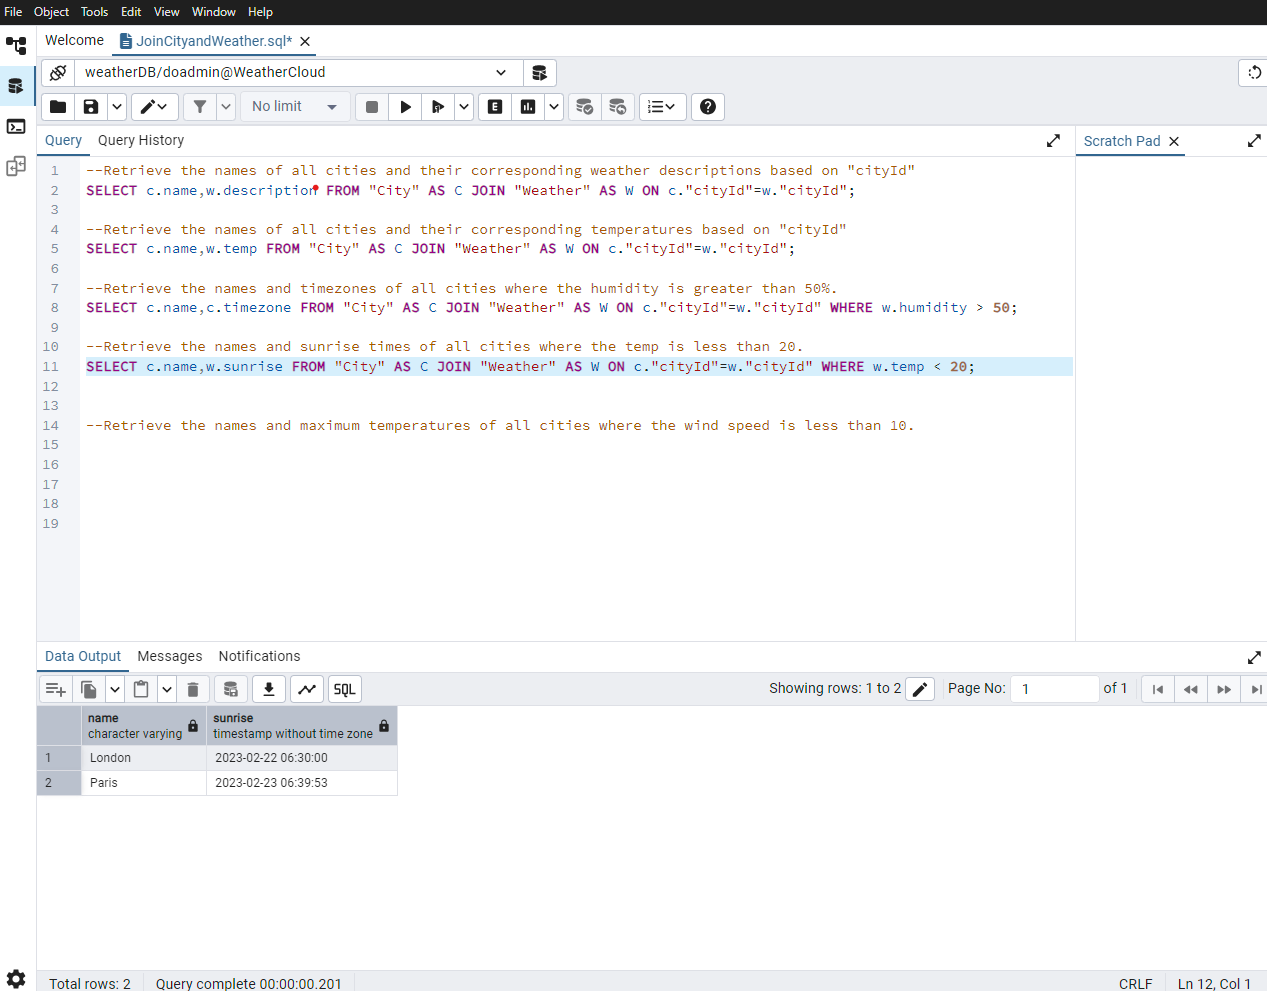 File Object Tools Edit View Window Help
Welcome JoinCityandWeather.sql*
weatherDB/doadmin@WeatherCloud
No limit
E
Query Query History
Scratch Pad
1 --Retrieve the names of all cities and their corresponding weather descriptions based on "cityId"
2 SELECT c.name,w.description FROM "City" AS C JOIN "Weather" AS W ON c."cityId"=w."cityId";
3
4 --Retrieve the names of all cities and their corresponding temperatures based on "cityId"
5 SELECT c.name,w.temp FROM "City" AS C JOIN "Weather" AS W ON c."cityId"=w."cityId";
6
7 --Retrieve the names and timezones of all cities where the humidity is greater than 50%.
8 SELECT c.name,c.timezone FROM "City" AS C JOIN "Weather" AS W ON c."cityId"=w."cityId" WHERE w.humidity > 50;
9
10 --Retrieve the names and sunrise times of all cities where the temp is less than 20.
11 SELECT c.name,w.sunrise FROM "City" AS C JOIN "Weather" AS W ON c."cityId"=w."cityId" WHERE w.temp < 20;
12
13
14 --Retrieve the names and maximum temperatures of all cities where the wind speed is less than 10.
15
16
17
18
19
Data Output Messages Notifications
SQL Showing rows: 1 to 2 Page No: 1 of 1
name sunrise
character varying timestamp without time zone
1 London 2023-02-22 06:30:00
2 Paris 2023-02-23 06:39:53
Total rows: 2 Query complete 00:00:00.201 CRLF Ln 12, Col 1